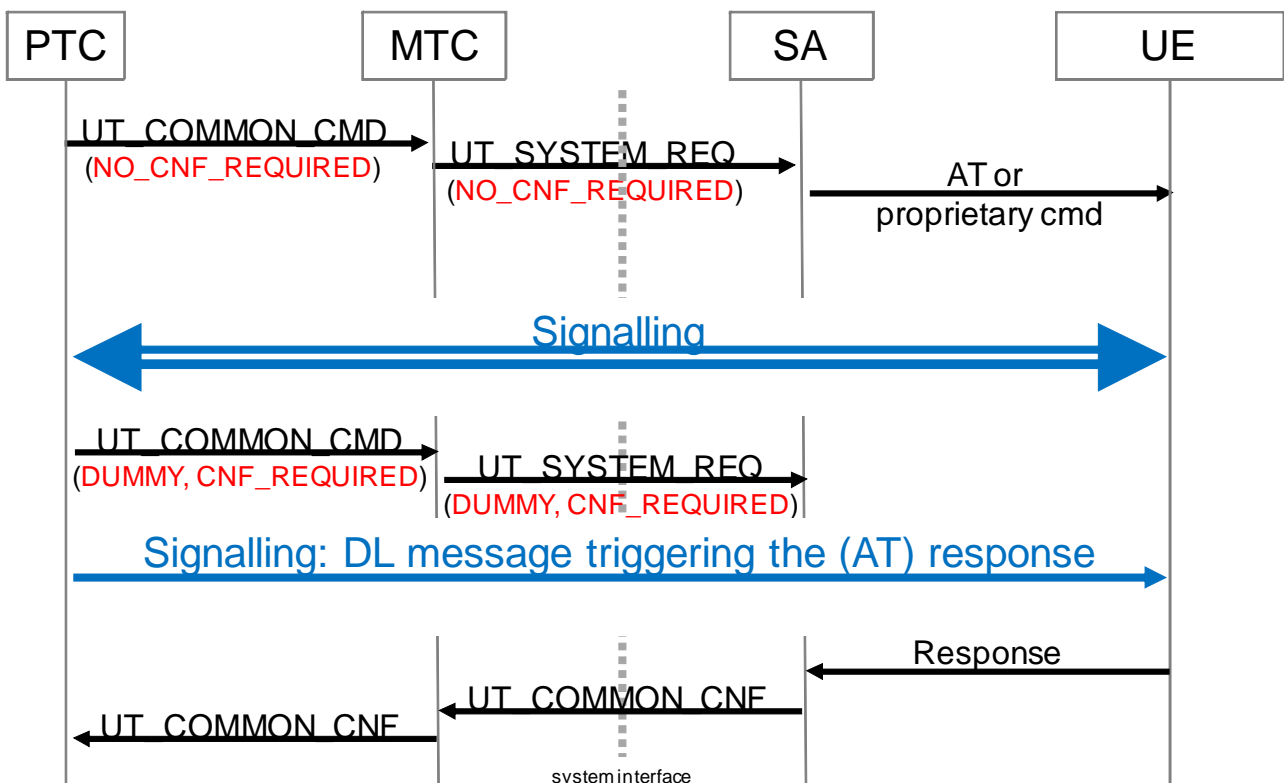 PTC
MTC
SA
UE
UT_COMMON_CMD
(NO_CNF_REQUIRED)
UT_SYSTEM_REQ
(NO_CNF_REQUIRED)
AT or
proprietary cmd
Signalling
UT_COMMON_CMD
(DUMMY, CNF_REQUIRED)
UT_SYSTEM_REQ
(DUMMY, CNF_REQUIRED)
Signalling: DL message triggering the (AT) response
Response
UT_COMMON_CNF
UT_COMMON_CNF
system interface